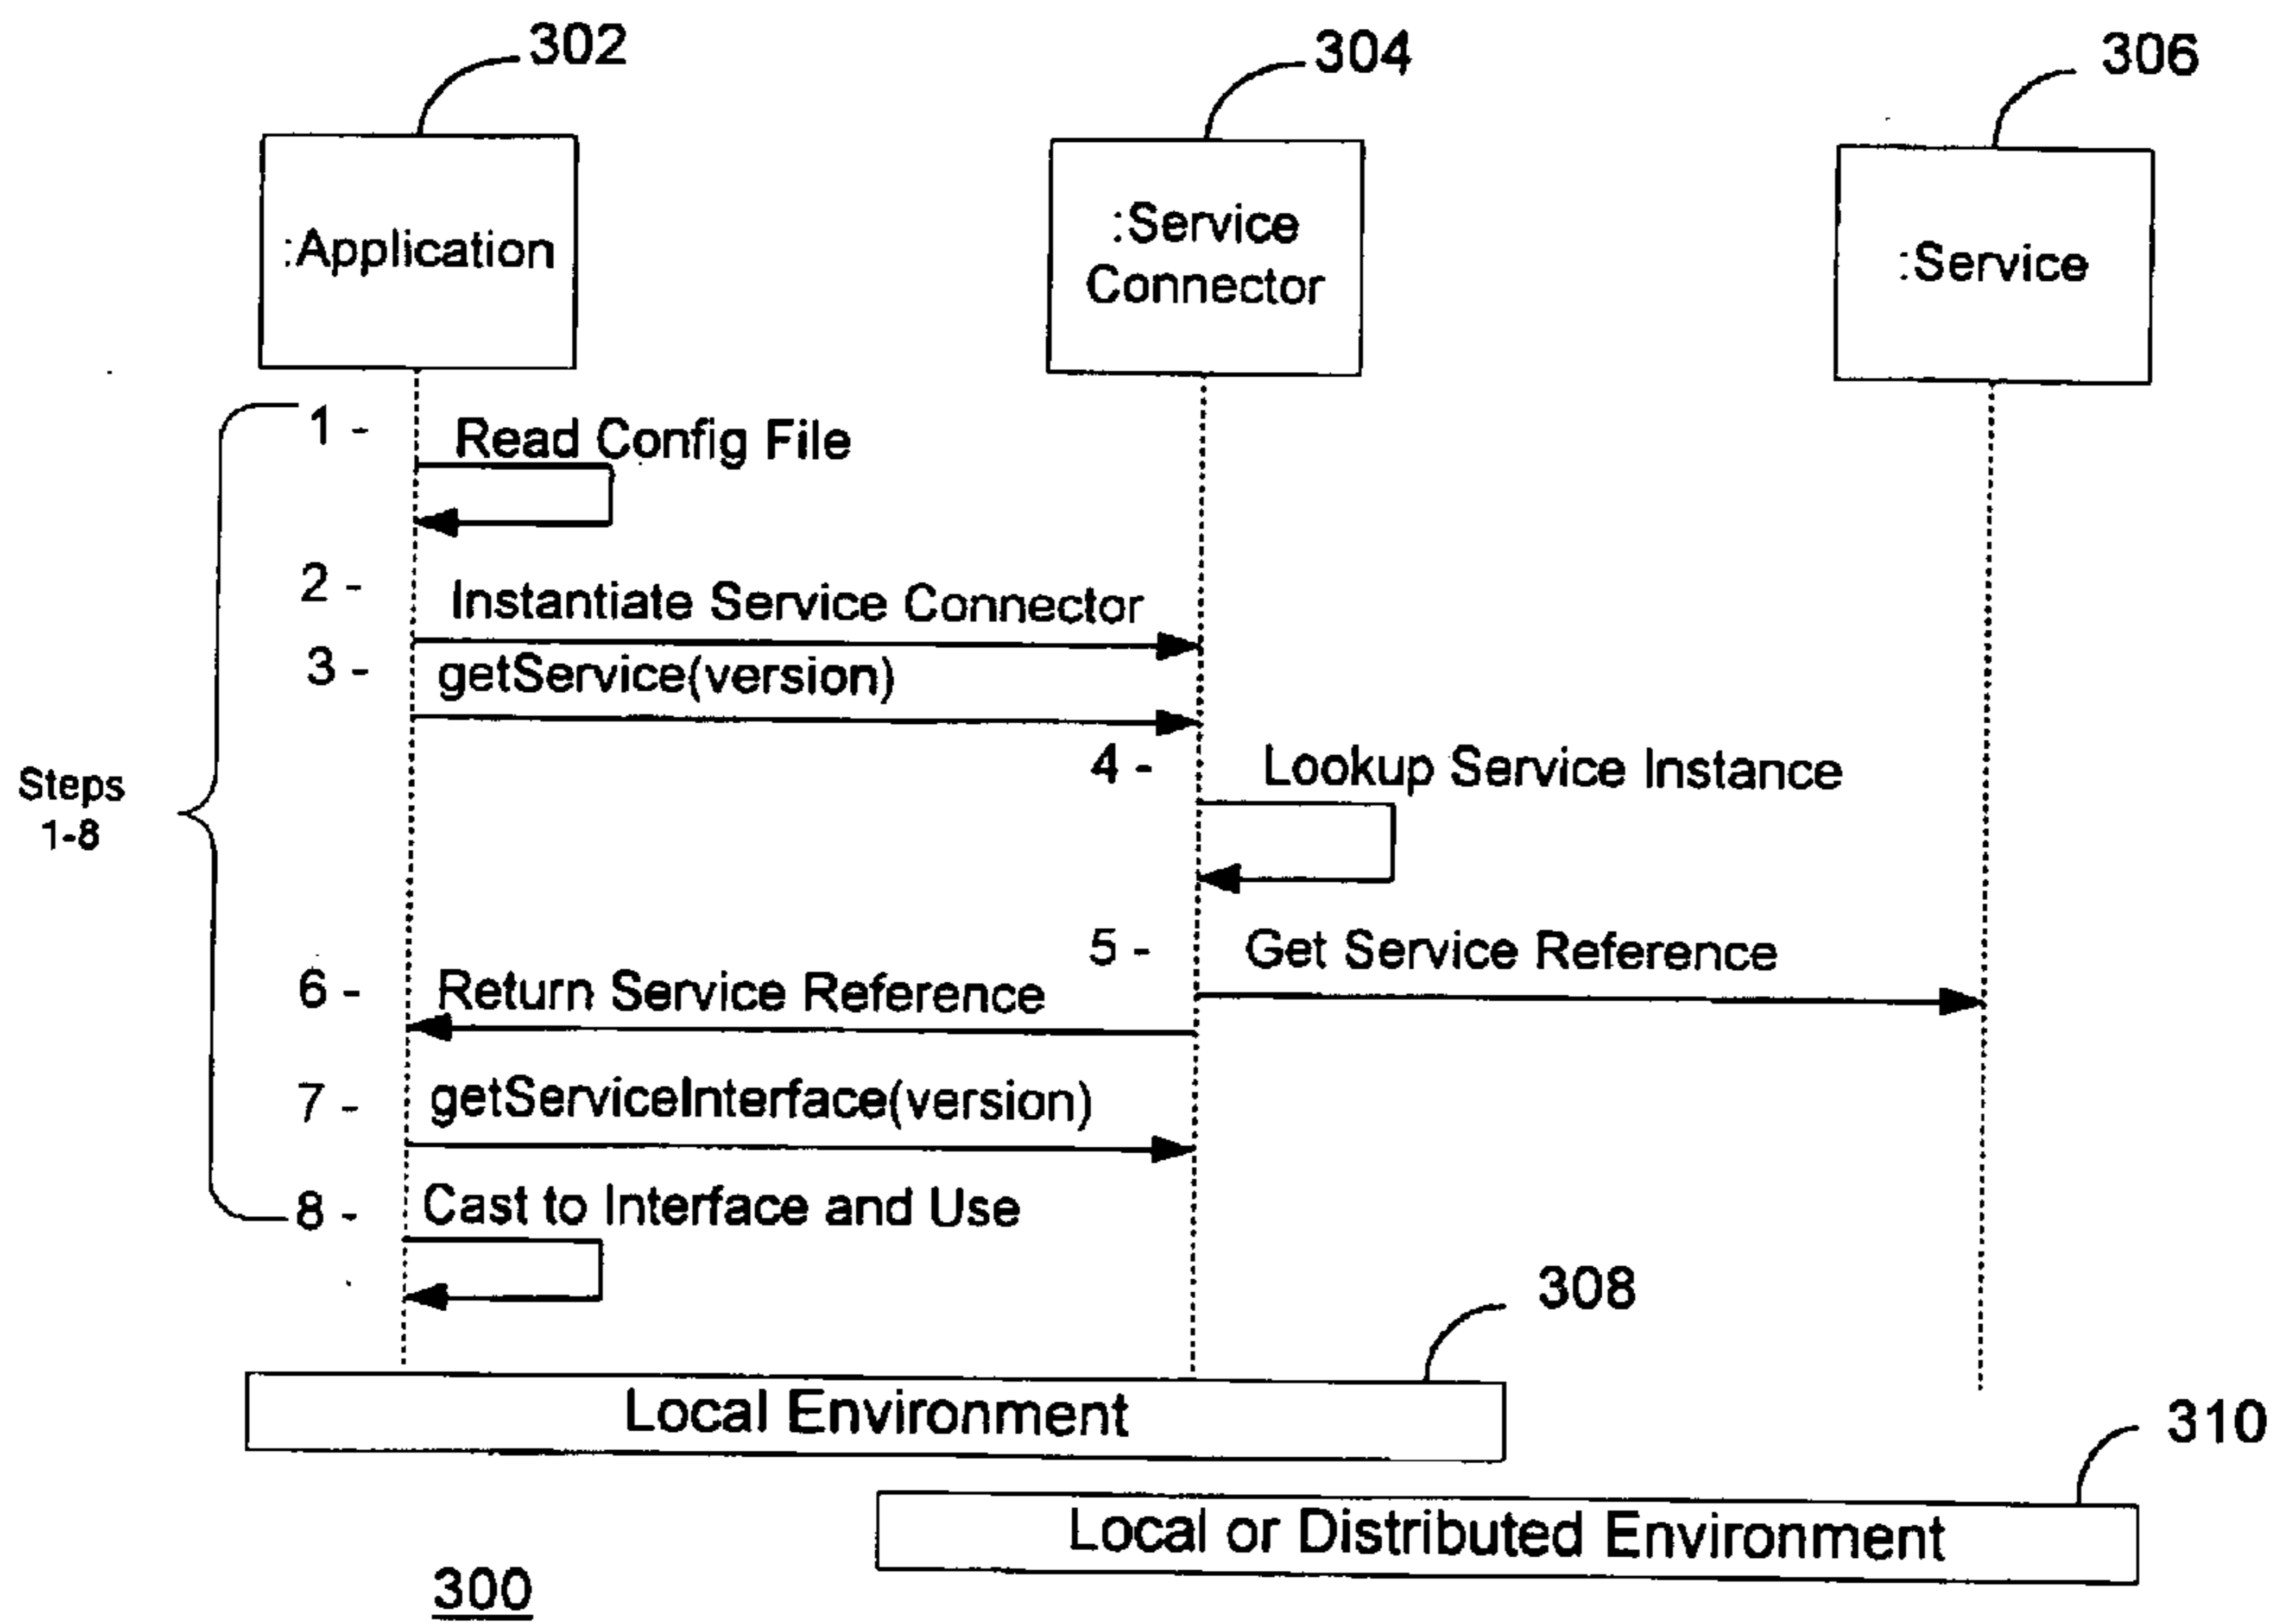 302
304
306
:Application
:Service
Connector
:Service
1 -
Read Config File
2 -
Instantiate Service Connector
3 -
getService(version)
4 -
Lookup Service Instance
Steps
1-8
5 -
Get Service Reference
6 -
Return Service Reference
7 -
getServiceInterface(version)
8 -
Cast to Interface and Use
308
Local Environment
310
Local or Distributed Environment
300